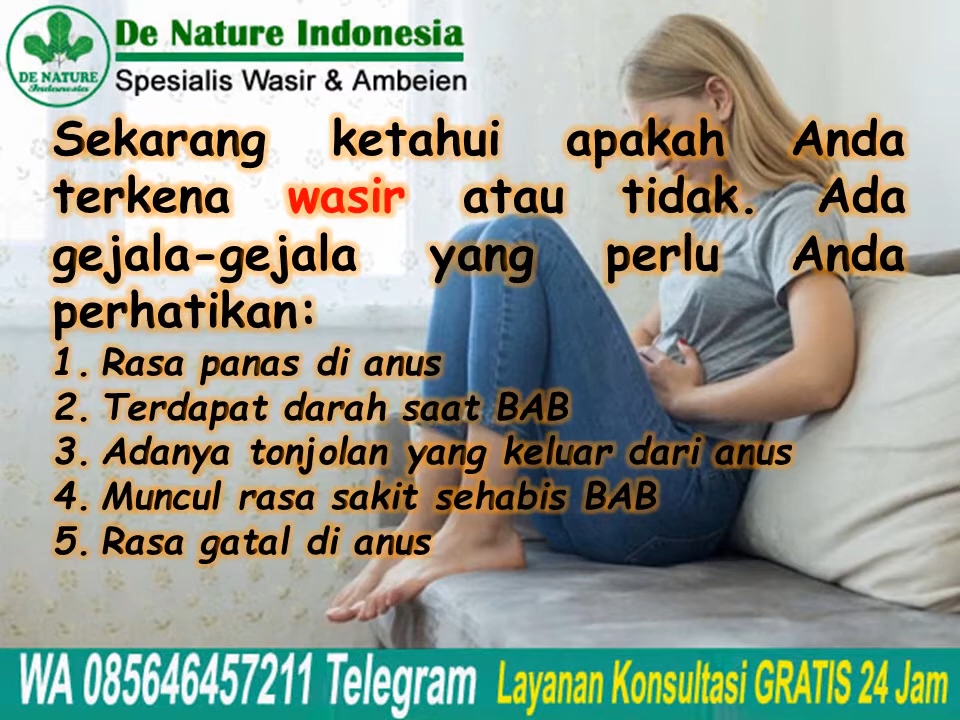 De Nature Indonesia
DE NATURE
Indonesia
Spesialis Wasir & Ambeien
Sekarang ketahui apakah Anda
terkena wasir atau tidak. Ada
gejala-gejala yang perlu Anda
perhatikan:
1. Rasa panas di anus
2. Terdapat darah saat BAB
3. Adanya tonjolan yang keluar dari anus
4. Muncul rasa sakit sehabis BAB
5. Rasa gatal di anus
WA 085646457211 Telegram Layanan Konsultasi GRATIS 24 Jam